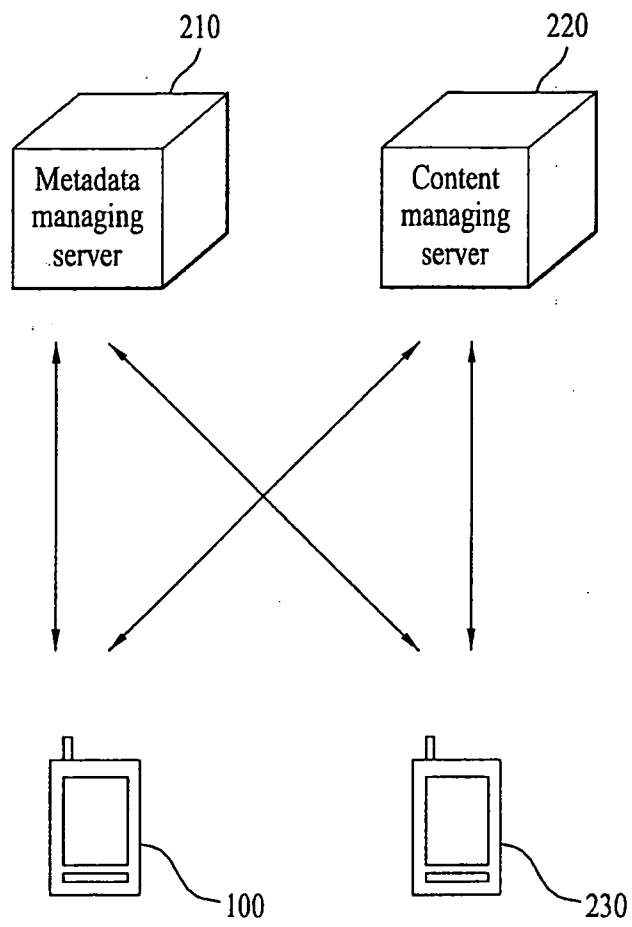 210
220
Metadata
managing
server
Content
managing
server
100
230